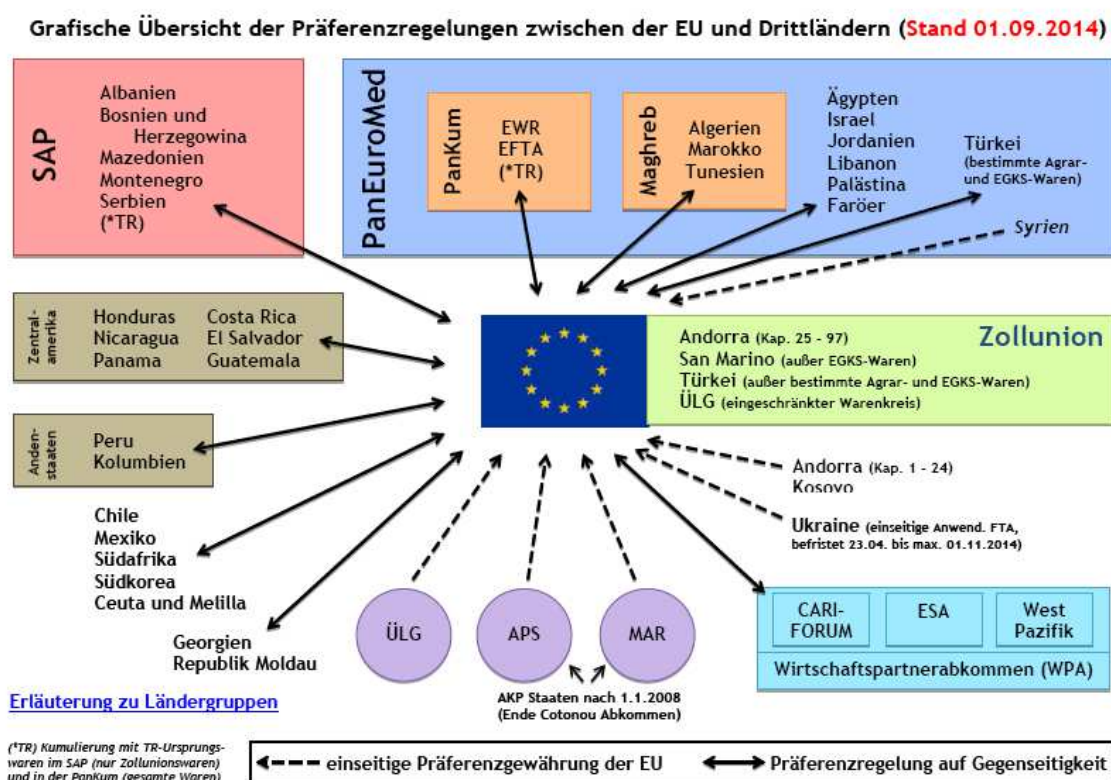 Grafische Übersicht der Präferenzregelungen zwischen der EU und Drittländern (Stand 01.09.2014)
SAP
Albanien
Bosnien und
Herzegowina
Mazedonien
Montenegro
Serbien
(*TR)
PanEuroMed
PanKum
EWR
EFTA
(*TR)
Maghreb
Algerien
Marokko
Tunesien
Ägypten
Israel
Jordanien
Libanon
Palästina
Faröer
Türkei
(bestimmte Agrar-
und EGKS-Waren)
Syrien
Zentral-
amerika
Honduras
Nicaragua
Panama
Costa Rica
El Salvador
Guatemala
Zollunion
Andorra (Kap. 25 - 97)
San Marino (außer EGKS-Waren)
Türkei (außer bestimmte Agrar- und EGKS-Waren)
ÜLG (eingeschränkter Warenkreis)
Anden-
staaten
Peru
Kolumbien
Andorra (Kap. 1 - 24)
Kosovo
Ukraine (einseitige Anwend. FTA,
befristet 23.04. bis max. 01.11.2014)
Chile
Mexiko
Südafrika
Südkorea
Ceuta und Melilla
Georgien
Republik Moldau
ÜLG
APS
MAR
AKP Staaten nach 1.1.2008
(Ende Cotonou Abkommen)
CARI-
FORUM
ESA
West
Pazifik
Wirtschaftspartnerabkommen (WPA)
Erläuterung zu Ländergruppen
(*TR) Kumulierung mit TR-Ursprungs-
waren im SAP (nur Zollunionswaren)
und in der PanKum (gesamte Waren)
einseitige Präferenzgewährung der EU
Präferenzregelung auf Gegenseitigkeit